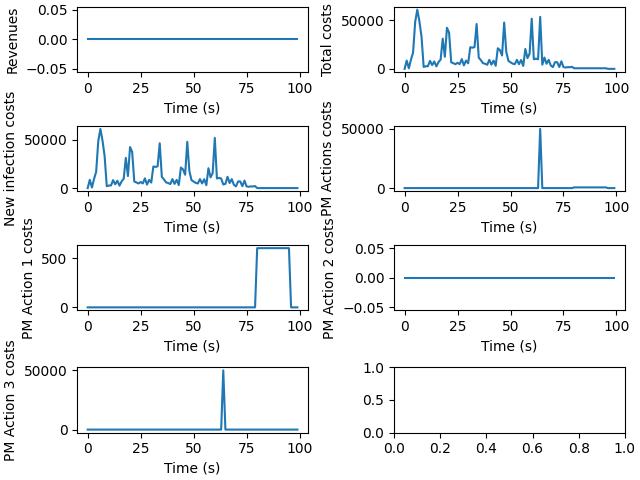 Revenues
0.05
0.00
−0.05
0 25 50 75 100
Time (s)
Total costs
50000
0
0 25 50 75 100
Time (s)
New infection costs
50000
0
0 25 50 75 100
Time (s)
PM Actions costs
50000
0
0 25 50 75 100
Time (s)
PM Action 1 costs
500
0
0 25 50 75 100
Time (s)
PM Action 2 costs
0.05
0.00
−0.05
0 25 50 75 100
Time (s)
PM Action 3 costs
50000
0
0 25 50 75 100
Time (s)
1.0
0.5
0.0
0.0 0.2 0.4 0.6 0.8 1.0